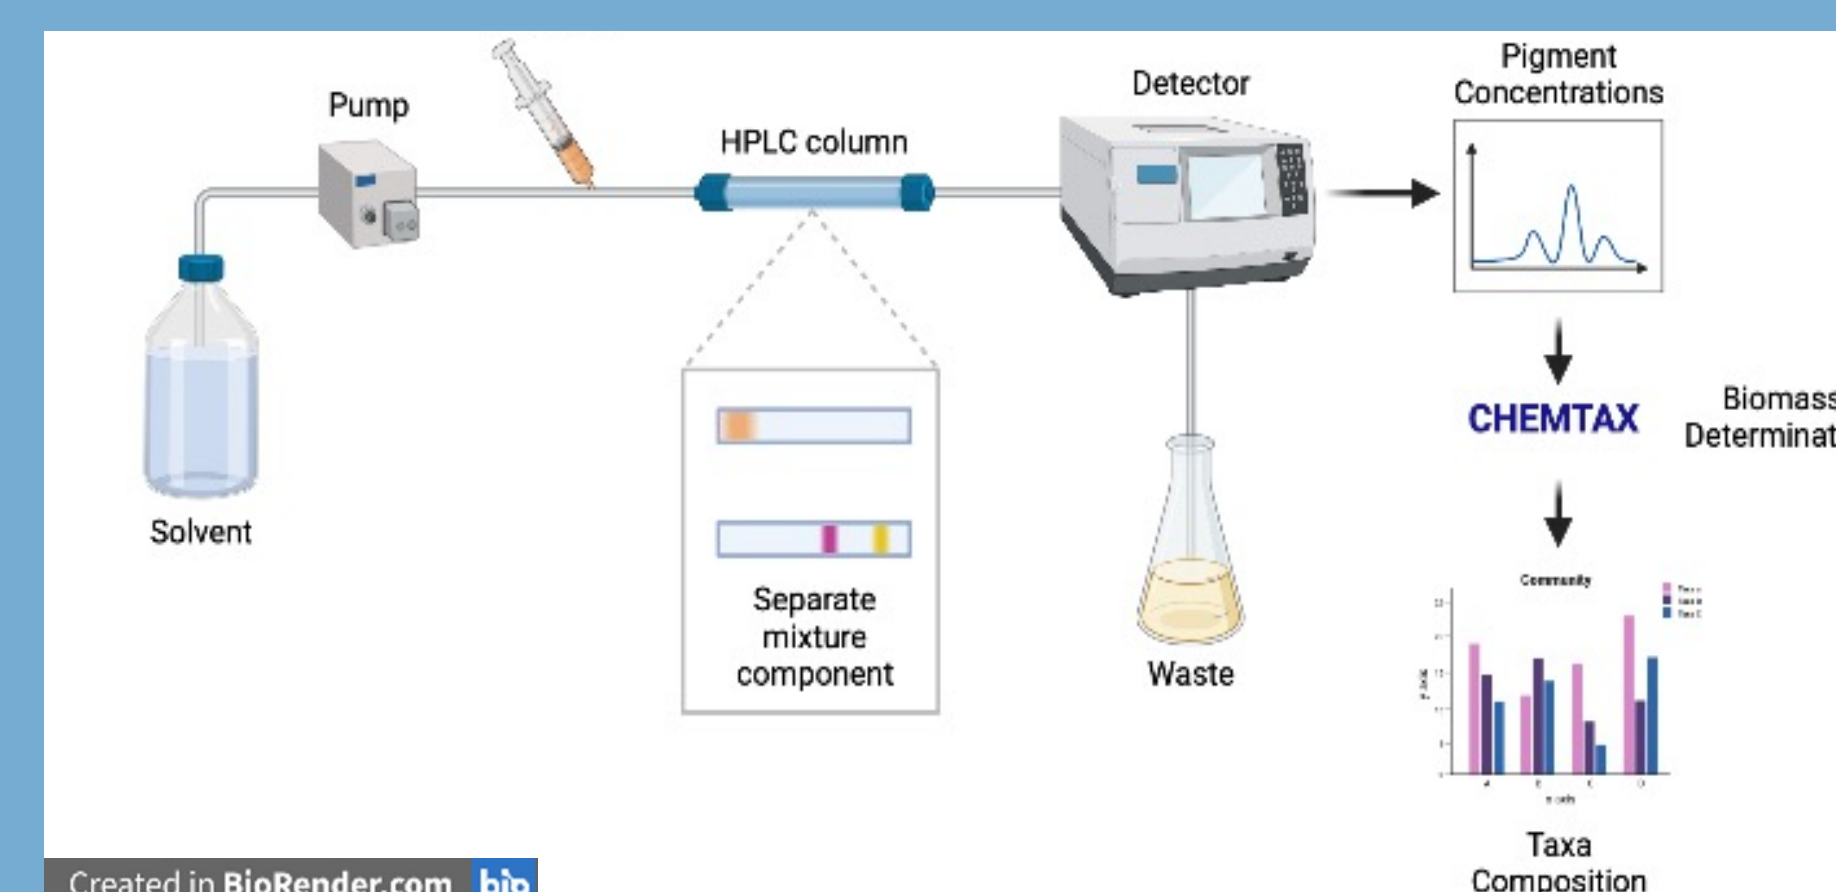 Pump
HPLC column
Detector
Pigment
Concentrations
Solvent
Separate
mixture
component
Waste
CHEMTAX
Biomass
Determinat
Community
A
D
Taxa
Composition
Created in BioRender.com
bio